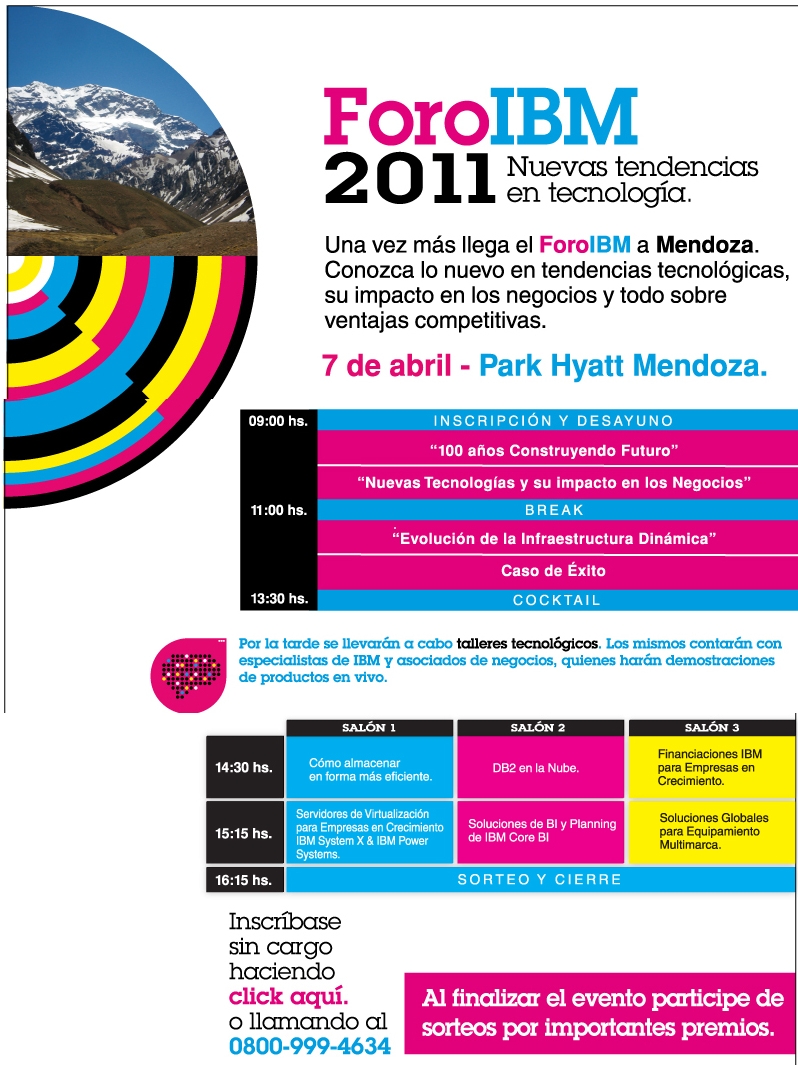 ForoIBM
2011 Nuevas tendencias
en tecnología.
Una vez más llega el ForoIBM a Mendoza.
Conozca lo nuevo en tendencias tecnológicas,
su impacto en los negocios y todo sobre
ventajas competitivas.
7 de abril - Park Hyatt Mendoza.
09:00 hs. INSCRIPCIÓN Y DESAYUNO
“100 años Construyendo Futuro”
“Nuevas Tecnologías y su impacto en los Negocios”
11:00 hs. BREAK
“Evolución de la Infraestructura Dinámica”
Caso de Éxito
13:30 hs. COCKTAIL
Por la tarde se llevarán a cabo talleres tecnológicos. Los mismos contarán con
especialistas de IBM y asociados de negocios, quienes harán demostraciones
de productos en vivo.
SALÓN 1 SALÓN 2 SALÓN 3
14:30 hs.
Cómo almacenar
en forma más eficiente.
DB2 en la Nube.
Financiaciones IBM
para Empresas en
Crecimiento.
15:15 hs.
Servidores de Virtualización
para Empresas en Crecimiento
IBM System X & IBM Power
Systems.
Soluciones de BI y Planning
de IBM Core BI
Soluciones Globales
para Equipamiento
Multimarca.
16:15 hs. SORTEO Y CIERRE
Inscríbase
sin cargo
haciendo
click aquí.
o llamando al
0800-999-4634
Al finalizar el evento participe de
sorteos por importantes premios.